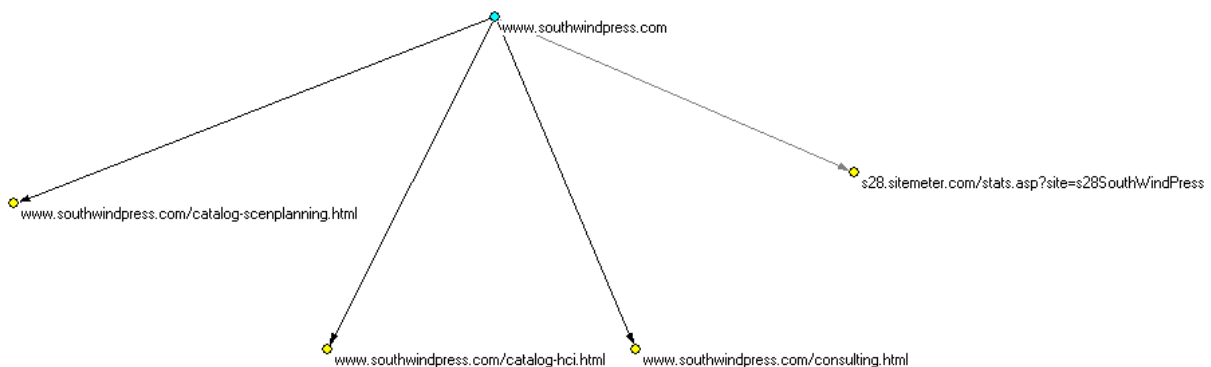 www.southwindpress.com
s28.sitemeter.com/stats.asp?site=s28SouthWindPress
www.southwindpress.com/catalog-scenplanning.html
www.southwindpress.com/catalog-hci.html
www.southwindpress.com/consulting.html